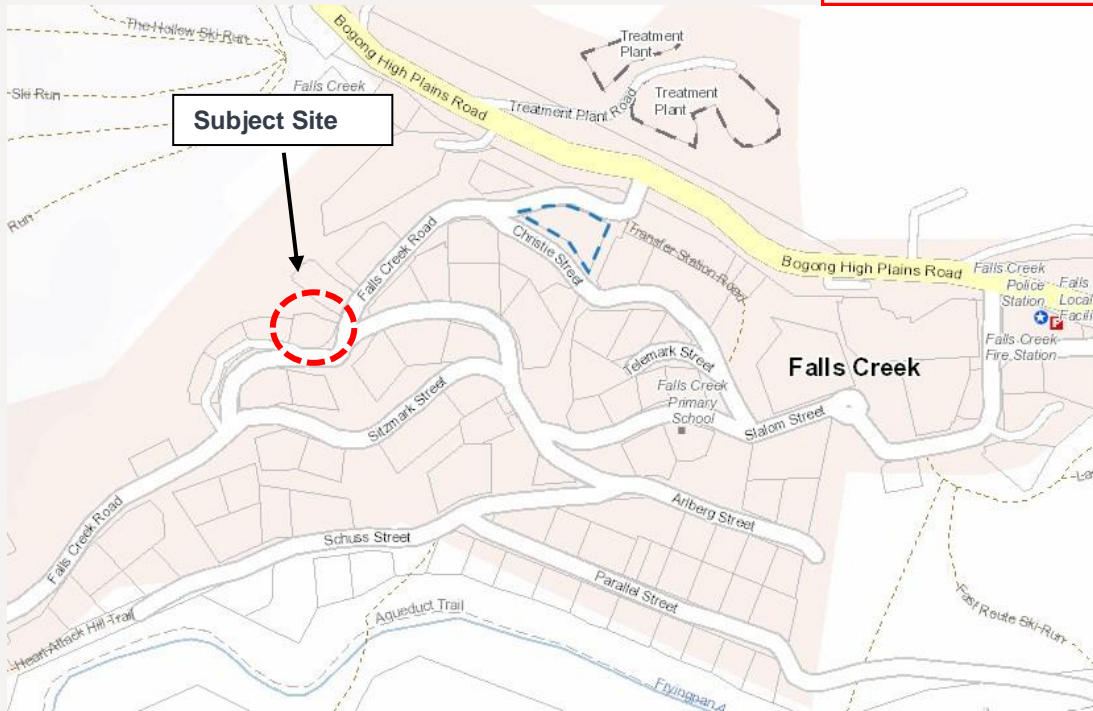 The Hollow Ski Run
Ski Run
Run
Falls Creek
Subject Site
Bogong High Plains Road
Treatment
Plant
Treatment
Plant
Treatment Plant Road
Falls Creek Road
Christie Street
Transfer Station Road
Bogong High Plains Road
Falls Creek
Police
Station
Falls
Local
Facili
P
Falls Creek
Fire Station
Telemark Street
Falls Creek
Falls Creek
Primary
School
Slalom Street
Sitzmark Street
Arlberg Street
Schuss Street
Falls Creek Road
Parallel Street
Heart Attack Hill Trail
Aqueduct Trail
Fryingpan
Fast Route Ski Run